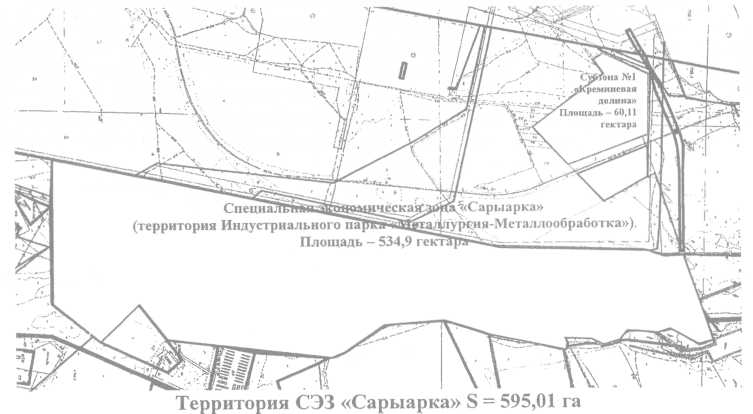 Субзона №1
«Кремниевая
долина»
Площадь – 60,11
гектара
Специальная экономическая зона «Сарыарка»
(территория Индустриального парка «Металлургия-Металлообработка»).
Площадь – 534,9 гектара
Территория СЭЗ «Сарыарка» S = 595,01 га